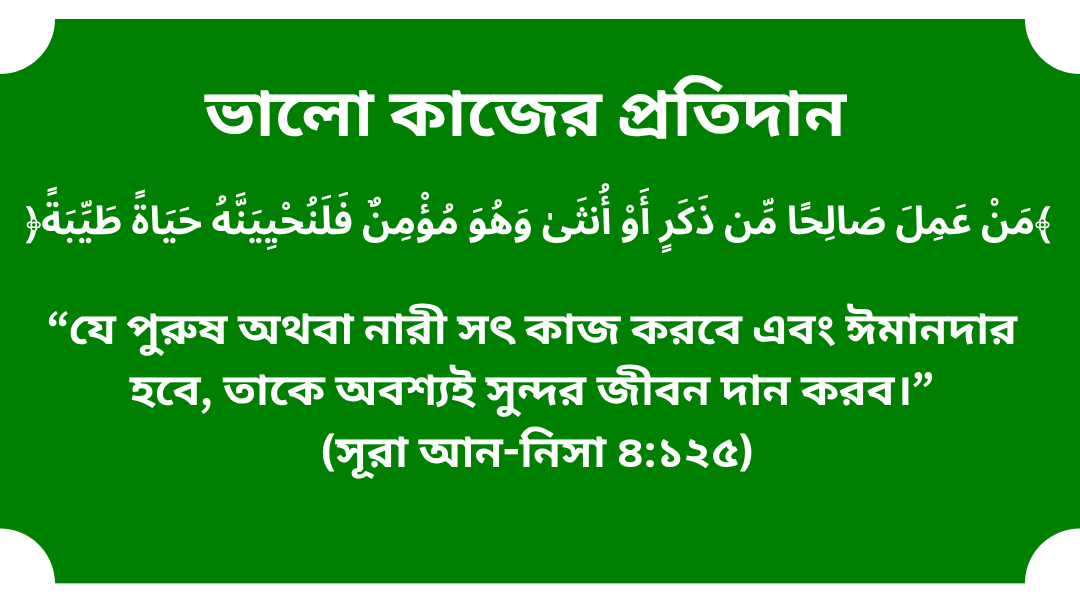 ভালো কাজের প্রতিদান
﴿مَنْ عَمِلَ صَالِحًا مِّن ذَكَرٍ أَوْ أُنثَىٰ وَهُوَ مُؤْمِنٌ فَلَنُحْيِيَنَّهُ حَيَاةً طَيِّبَةً﴾
“যে পুরুষ অথবা নারী সৎ কাজ করবে এবং ঈমানদার
হবে, তাকে অবশ্যই সুন্দর জীবন দান করব।”
(সূরা আন-নিসা ৪:১২৫)